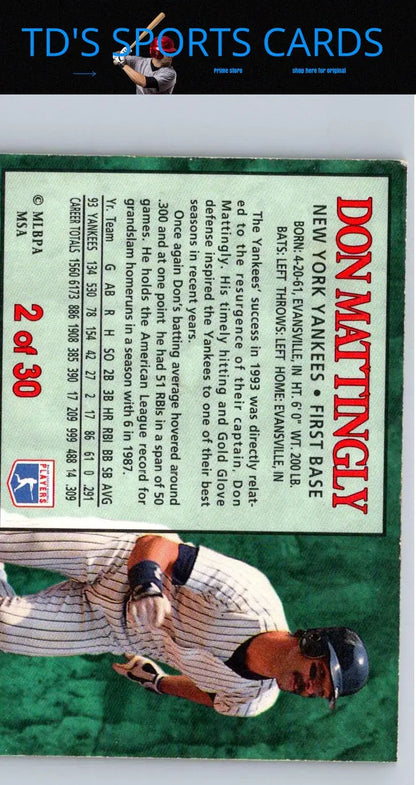 TD'S SPORTS CARDS
Prime store
shop here for original
DON MATTINGLY
NEW YORK YANKEES • FIRST BASE
BORN: 4-20-61, EVANSVILLE, IN HT. 6'0" WT. 200 LB.
BATS: LEFT THROWS: LEFT HOME: EVANSVILLE, IN
The Yankees' success in 1993 was directly relat-
ed to the resurgence of their captain, Don
Mattingly. His timely hitting and Gold Glove
defense inspired the Yankees to one of their best
seasons in recent years.
Once again Don's batting average hovered around
.300 and at one point he had 51 RBIs in a span of 50
games. He holds the American League record for
grandslam homeruns in a season with 6 in 1987.
Yr. Team G AB R H SO 2B 3B HR RBI BB SB AVG
93 YANKEES 134 530 78 154 42 27 2 17 86 61 0 .291
CAREER TOTALS 1560 6173 886 1908 385 390 17 209 999 488 14 .309
© MLBPA
MSA
2 of 30
PLAYERS